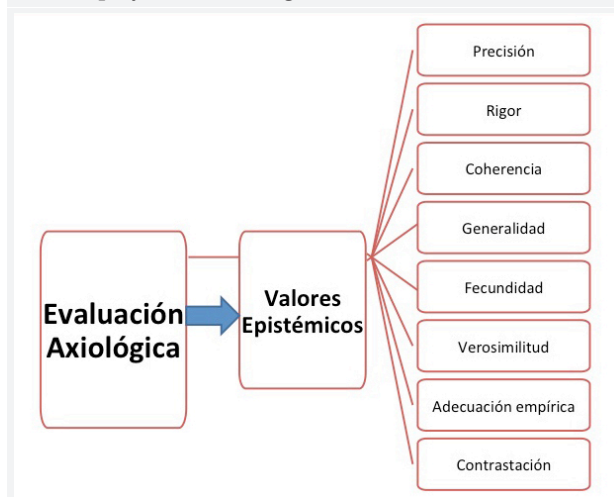 Evaluación
Axiológica
Valores
Epistémicos
Precisión
Rigor
Coherencia
Generalidad
Fecundidad
Verosimilitud
Adecuación empírica
Contrastación